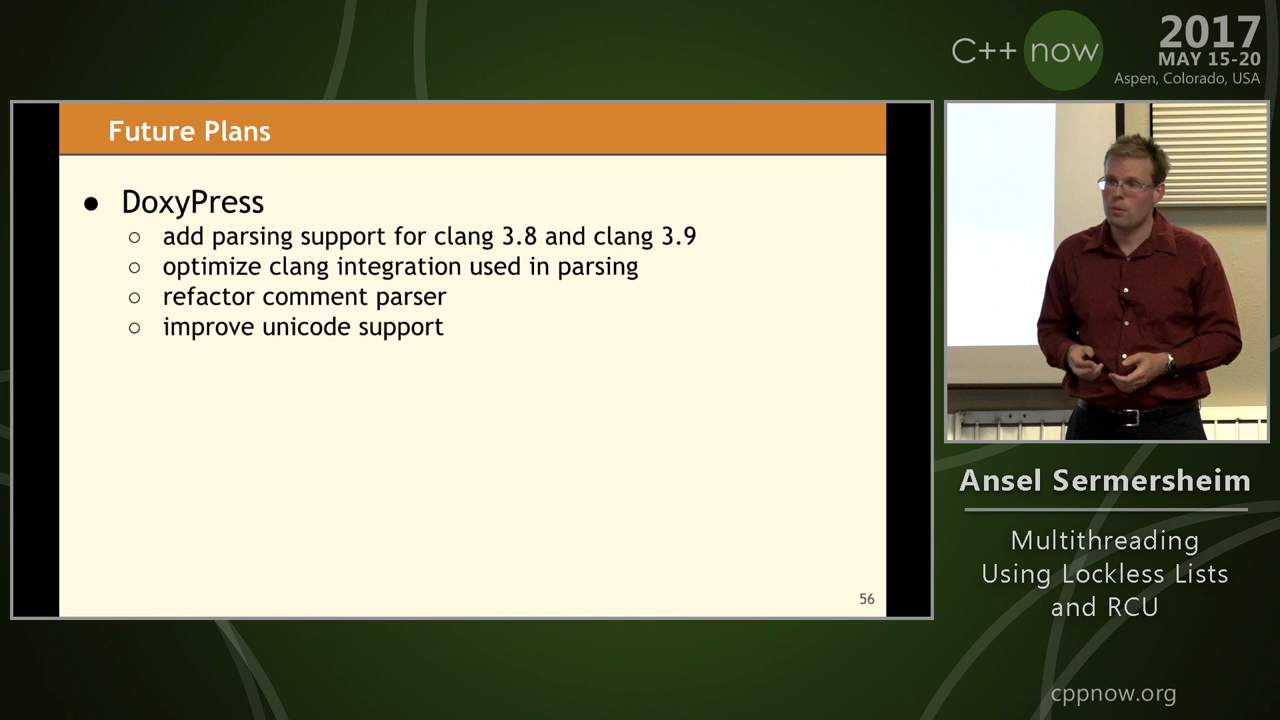 C++ now
2017
MAY 15-20
Aspen, Colorado, USA
Future Plans
● DoxyPress
○ add parsing support for clang 3.8 and clang 3.9
○ optimize clang integration used in parsing
○ refactor comment parser
○ improve unicode support
56
Ansel Sermersheim
Multithreading
Using Lockless Lists
and RCU
cppnow.org